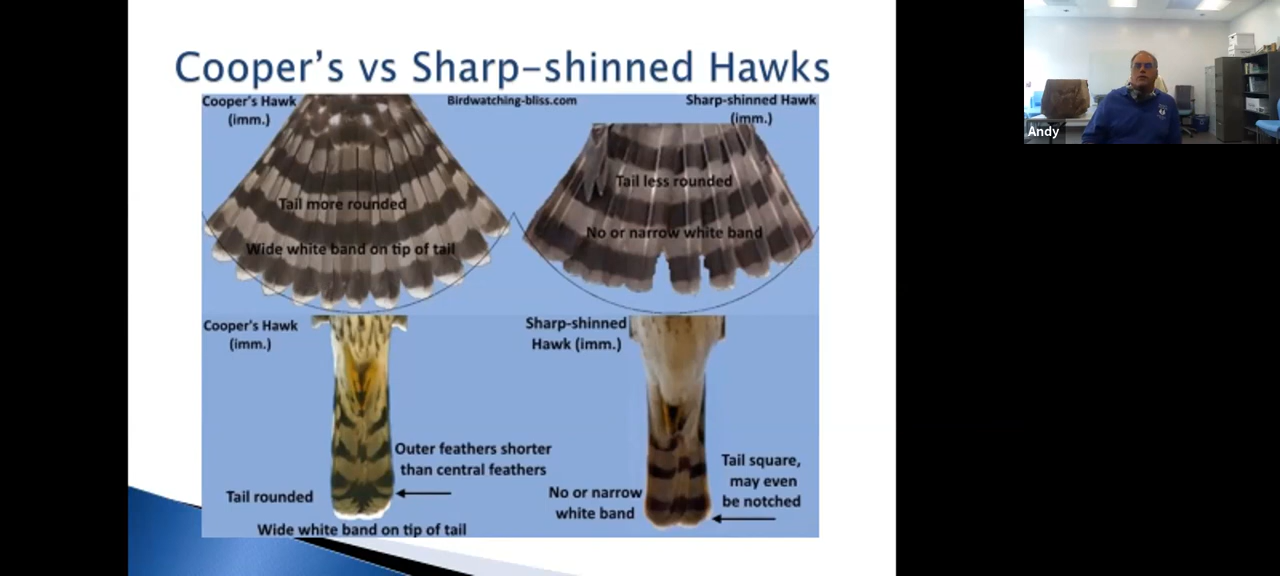 Cooper's vs Sharp-shinned Hawks
Cooper's Hawk
(imm.)
Birdwatching-bliss.com
Sharp-shinned Hawk
(imm.)
Tail more rounded
Wide white band on tip of tail
Tail less rounded
No or narrow white band
Cooper's Hawk
(imm.)
Outer feathers shorter
than central feathers
Tail rounded
Wide white band on tip of tail
Sharp-shinned
Hawk (imm.)
No or narrow
white band
Tail square,
may even
be notched
Andy